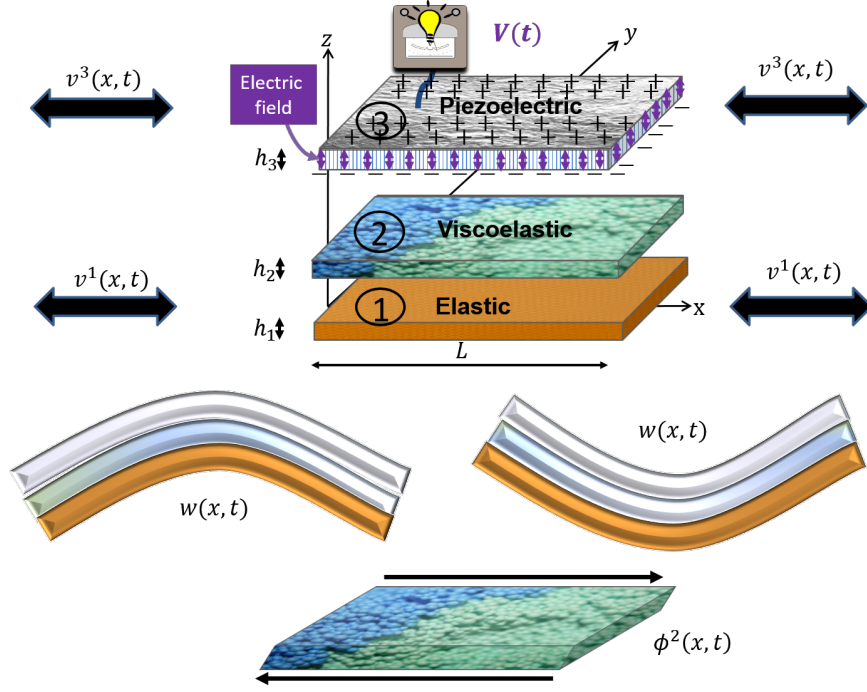 z
V(t)
y
v³(x, t)
v³(x, t)
Electric
field
Piezoelectric
3
h₃
2
Viscoelastic
h₂
v¹(x, t)
v¹(x, t)
1
Elastic
x
h₁
L
w(x, t)
w(x, t)
ϕ²(x, t)